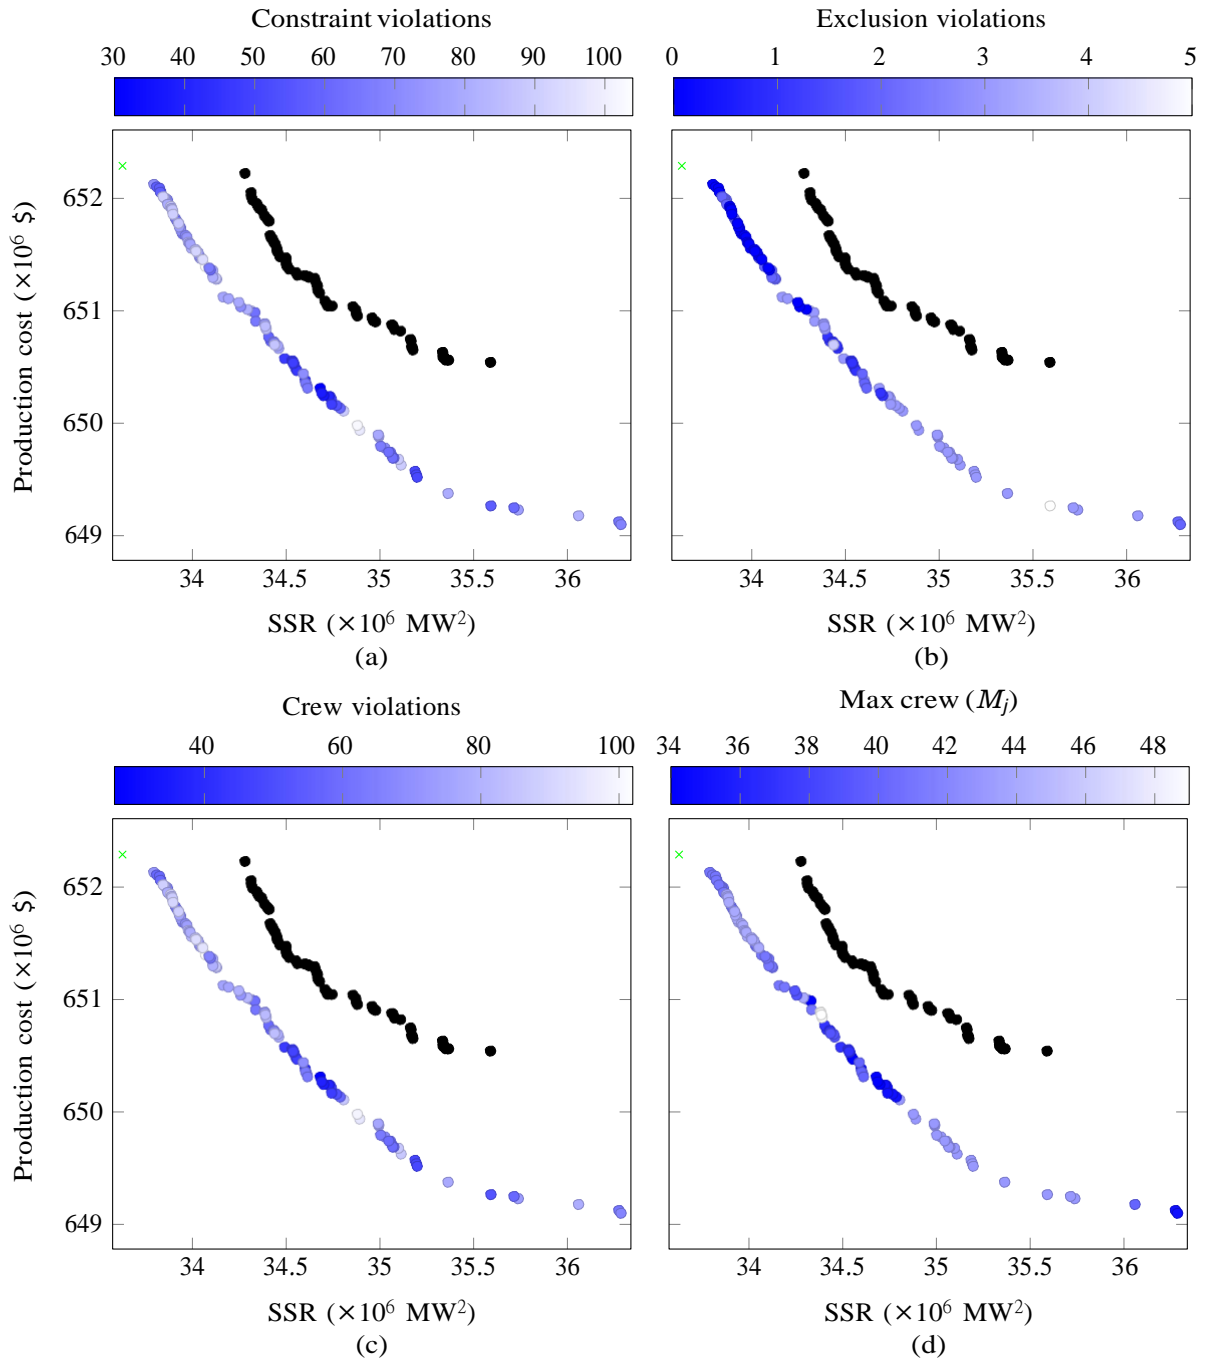 Constraint violations
30 40 50 60 70 80 90 100
Exclusion violations
0 1 2 3 4 5
Production cost (×10⁶ $)
652
651
650
649
34 34.5 35 35.5 36
SSR (×10⁶ MW²)
(a)
34 34.5 35 35.5 36
SSR (×10⁶ MW²)
(b)
Crew violations
40 60 80 100
Max crew (Mⱼ)
34 36 38 40 42 44 46 48
Production cost (×10⁶ $)
652
651
650
649
34 34.5 35 35.5 36
SSR (×10⁶ MW²)
(c)
34 34.5 35 35.5 36
SSR (×10⁶ MW²)
(d)